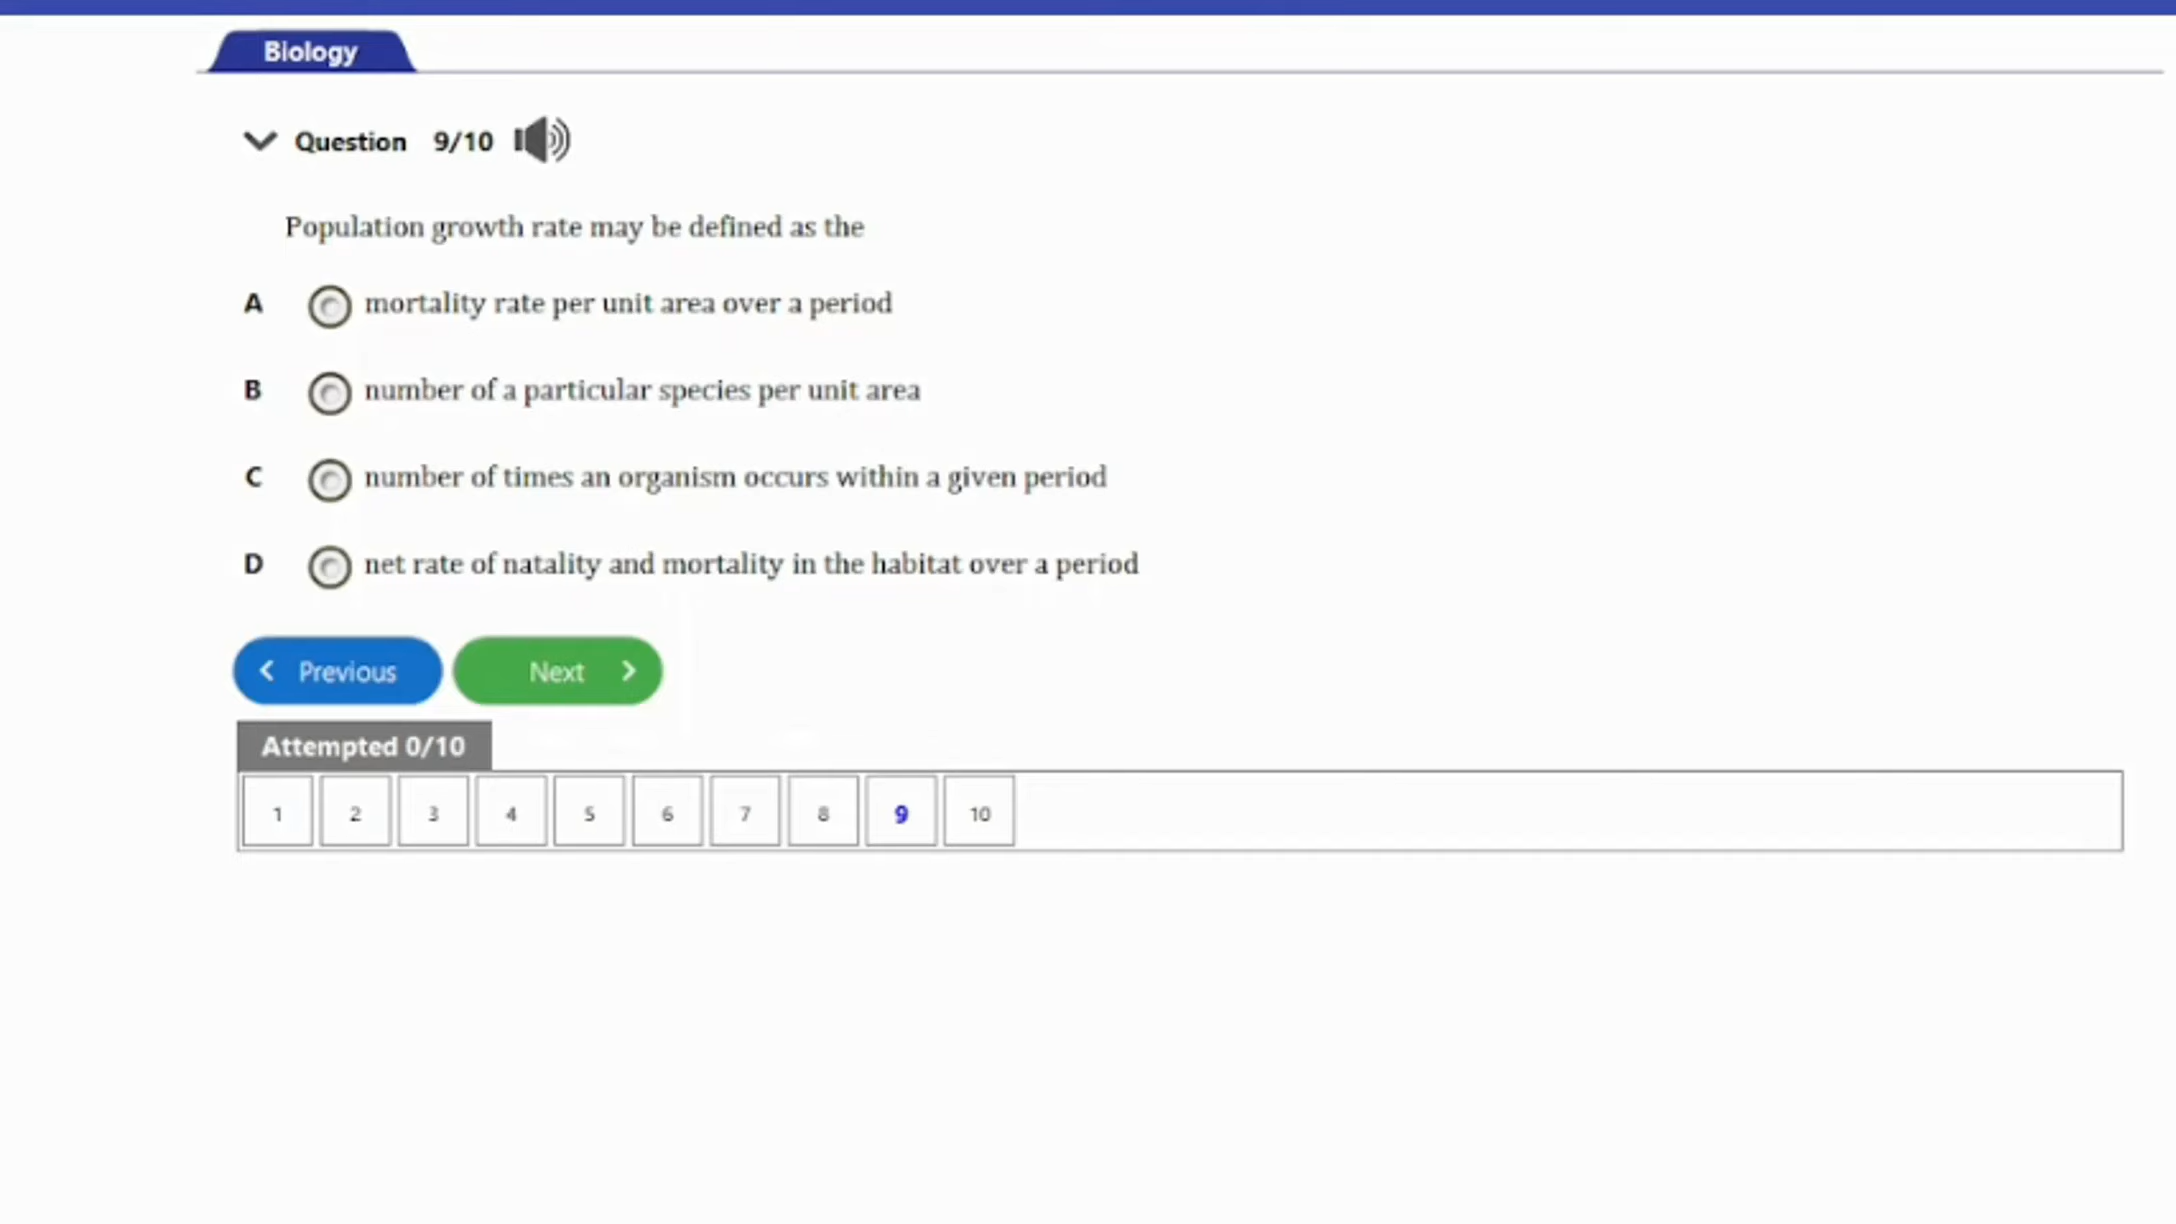 Biology
Question 9/10
Population growth rate may be defined as the
A mortality rate per unit area over a period
B number of a particular species per unit area
C number of times an organism occurs within a given period
D net rate of natality and mortality in the habitat over a period
Previous Next
Attempted 0/10
1 2 3 4 5 6 7 8 9 10